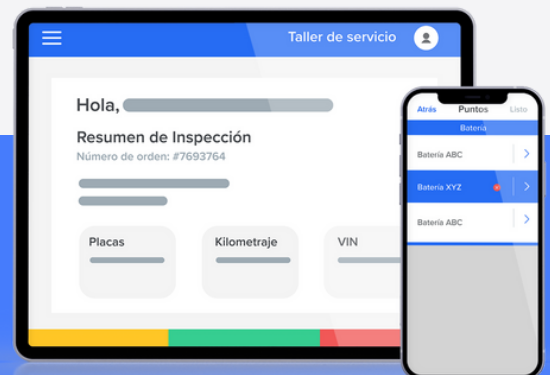 Taller de servicio
Hola,
Resumen de Inspección
Número de orden: #7693764
Placas
Kilometraje
VIN
Atrás Puntos Listo
Batería
Batería ABC
Batería XYZ
Batería ABC